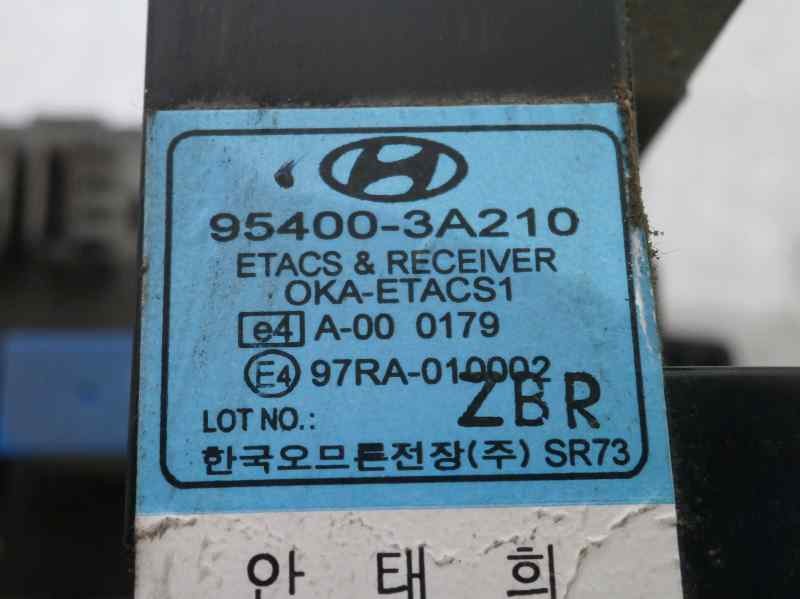 95400-3A210
ETACS & RECEIVER
OKA-ETACS1
e4 A-00 0179
E4 97RA-010002
LOT NO.: ZBR
한국오므론전장(주) SR73
안태희